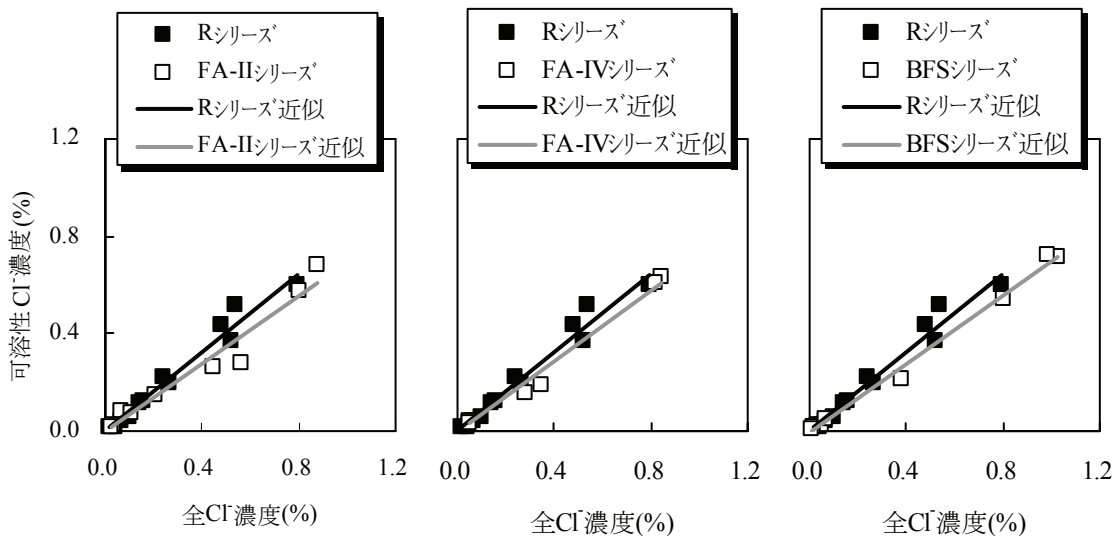 Rシリーズ
FA-IIシリーズ
Rシリーズ近似
FA-IIシリーズ近似
Rシリーズ
FA-IVシリーズ
Rシリーズ近似
FA-IVシリーズ近似
Rシリーズ
BFSシリーズ
Rシリーズ近似
BFSシリーズ近似
可溶性Cl⁻濃度(%)
1.2
0.8
0.4
0.0
0.0 0.4 0.8 1.2
0.0 0.4 0.8 1.2
0.0 0.4 0.8 1.2
全Cl⁻濃度(%)
全Cl⁻濃度(%)
全Cl⁻濃度(%)